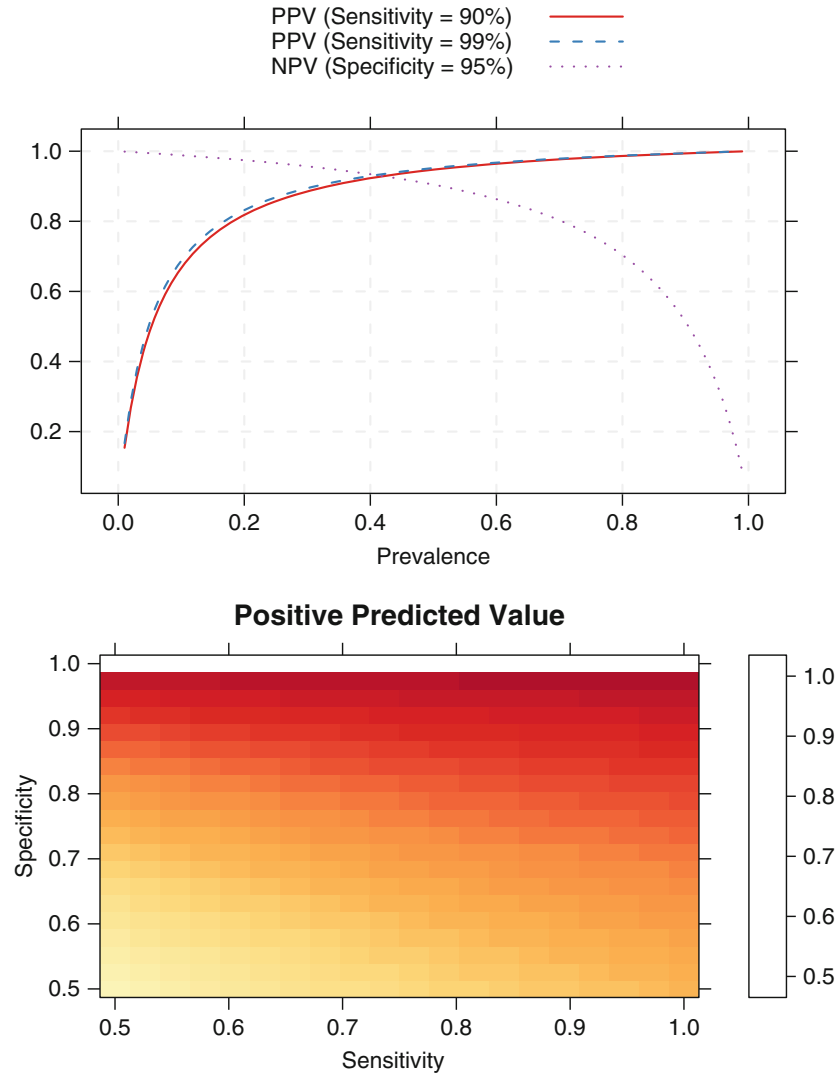 PPV (Sensitivity = 90%)
PPV (Sensitivity = 99%)
NPV (Specificity = 95%)
1.0
0.8
0.6
0.4
0.2
0.0 0.2 0.4 0.6 0.8 1.0
Prevalence
Positive Predicted Value
Specificity
1.0
0.9
0.8
0.7
0.6
0.5
0.5 0.6 0.7 0.8 0.9 1.0
Sensitivity
1.0
0.9
0.8
0.7
0.6
0.5